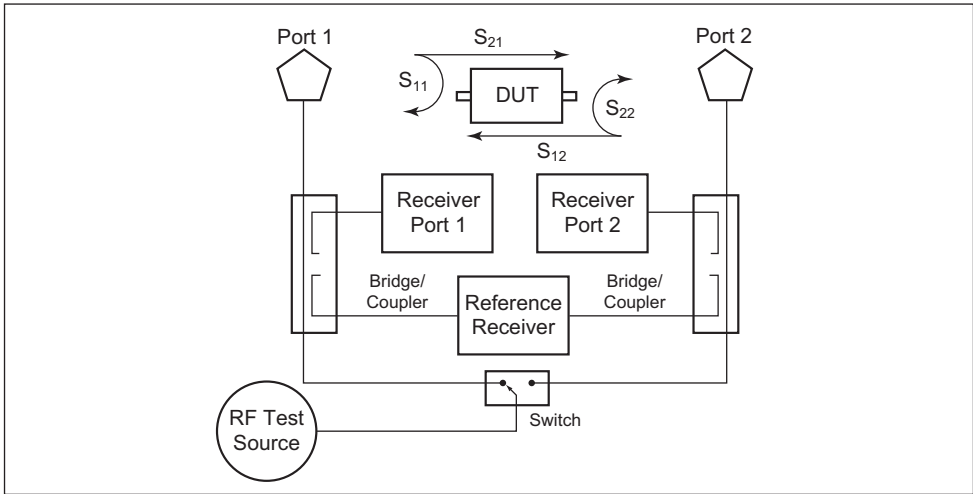 Port 1
S21
Port 2
S11
DUT
S22
S12
Receiver
Port 1
Receiver
Port 2
Bridge/
Coupler
Bridge/
Coupler
Reference
Receiver
RF Test
Source
Switch